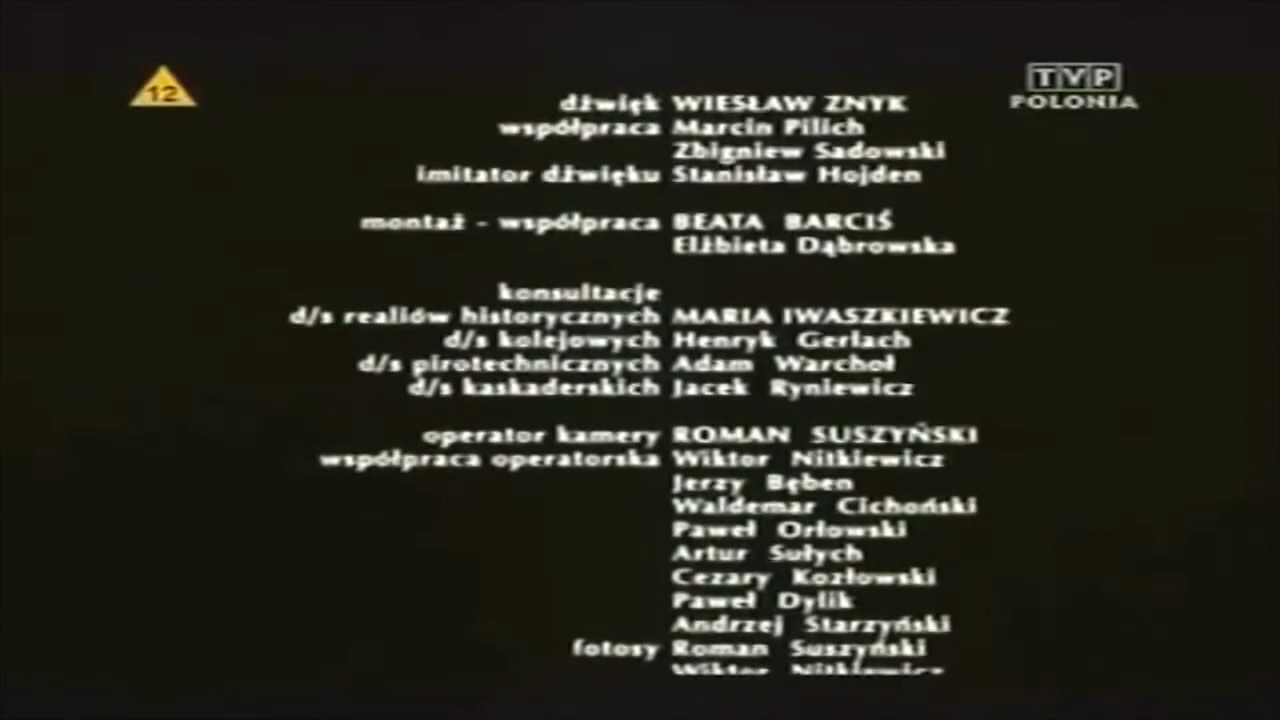 12
TVP
POLONIA
dźwięk WIESŁAW ZNYK
współpraca Marcin Pilich
Zbigniew Sadowski
imitator dźwięku Stanisław Hojden
montaż - współpraca BEATA BARCIŚ
Elżbieta Dąbrowska
konsultacje
d/s realiów historycznych MARIA IWASZKIEWICZ
d/s kolejowych Henryk Gerlach
d/s pirotechnicznych Adam Warchoł
d/s kaskaderskich Jacek Ryniewicz
operator kamery ROMAN SUSZYŃSKI
współpraca operatorska Wiktor Nitkiewicz
Jerzy Bęben
Waldemar Cichoński
Paweł Orłowski
Artur Sułych
Cezary Kozłowski
Paweł Dylik
Andrzej Starzyński
fotosy Roman Suszyński
Wiktor Nitkiewicz